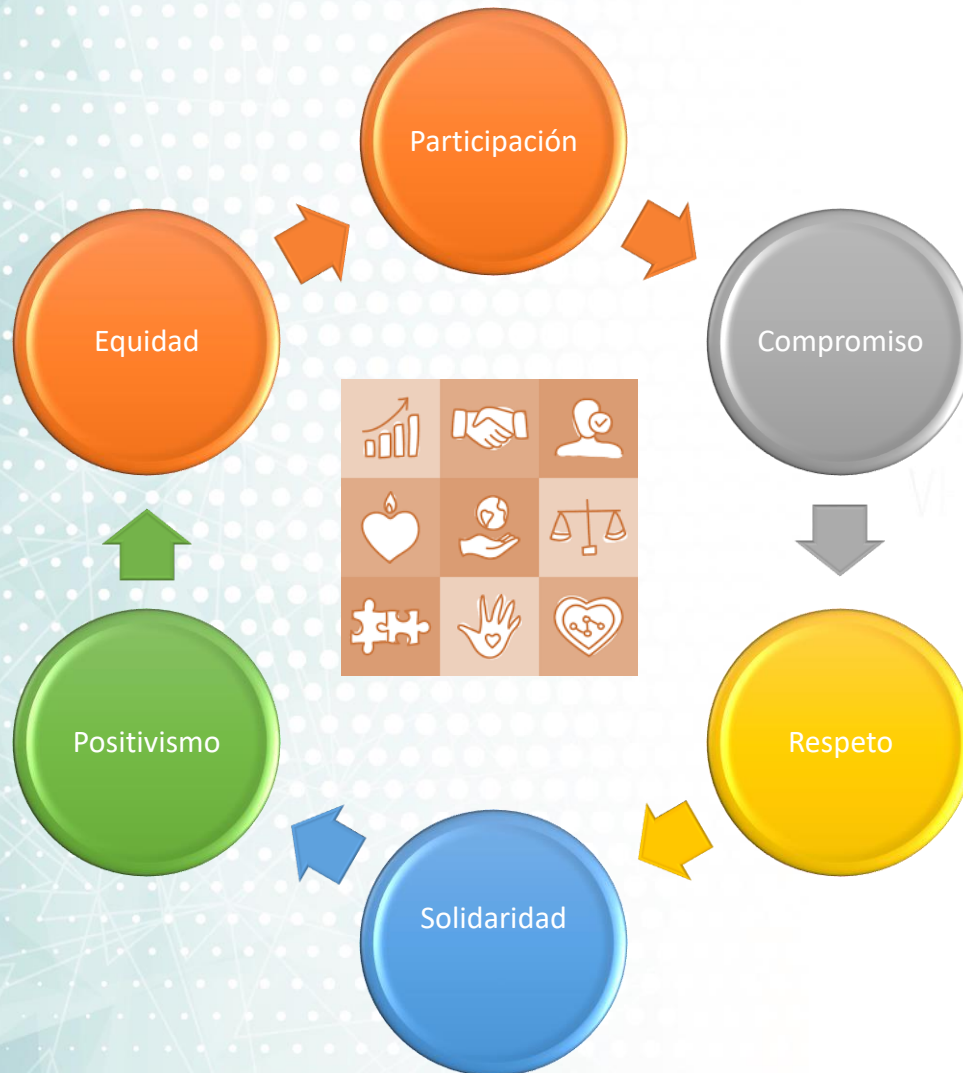 Participación
Compromiso
Respeto
Solidaridad
Positivismo
Equidad